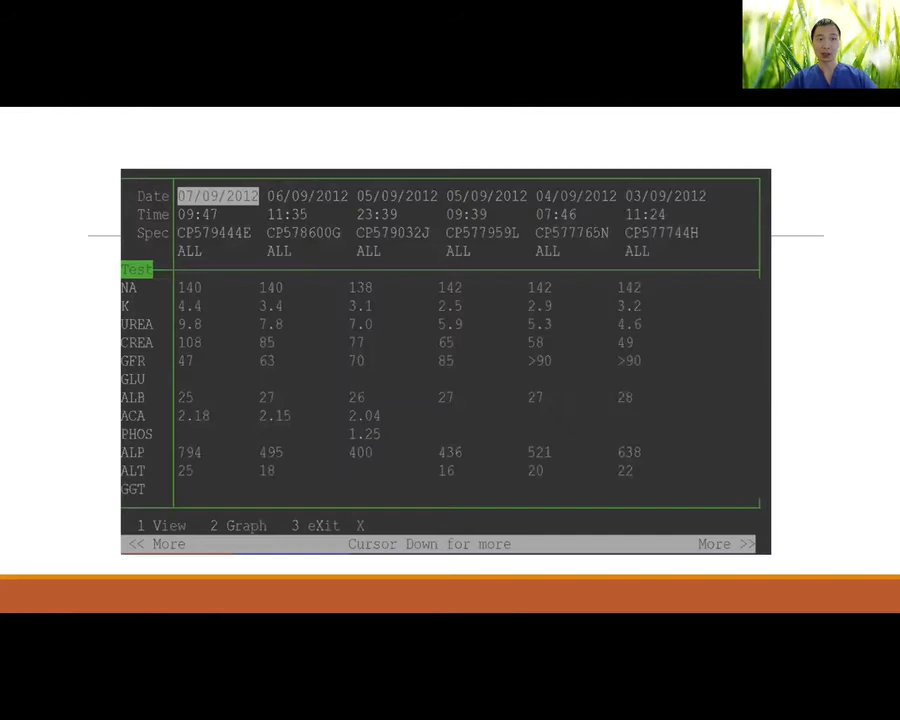 Date 07/09/2012 06/09/2012 05/09/2012 05/09/2012 04/09/2012 03/09/2012
Time 09:47 11:35 23:39 09:39 07:46 11:24
Spec CP579444E CP578600G CP579032J CP577959L CP577765N CP577744H
ALL ALL ALL ALL ALL ALL
Test
NA 140 140 138 142 142 142
K 4.4 3.4 3.1 2.5 2.9 3.2
UREA 9.8 7.8 7.0 5.9 5.3 4.6
CREA 108 85 77 65 58 49
GFR 47 63 70 85 >90 >90
GLU
ALB 25 27 26 27 27 28
ACA 2.18 2.15 2.04
PHOS 1.25
ALP 794 495 400 436 521 638
ALT 25 18 16 20 22
GGT
1 View 2 Graph 3 eXit X
<< More Cursor Down for more More >>